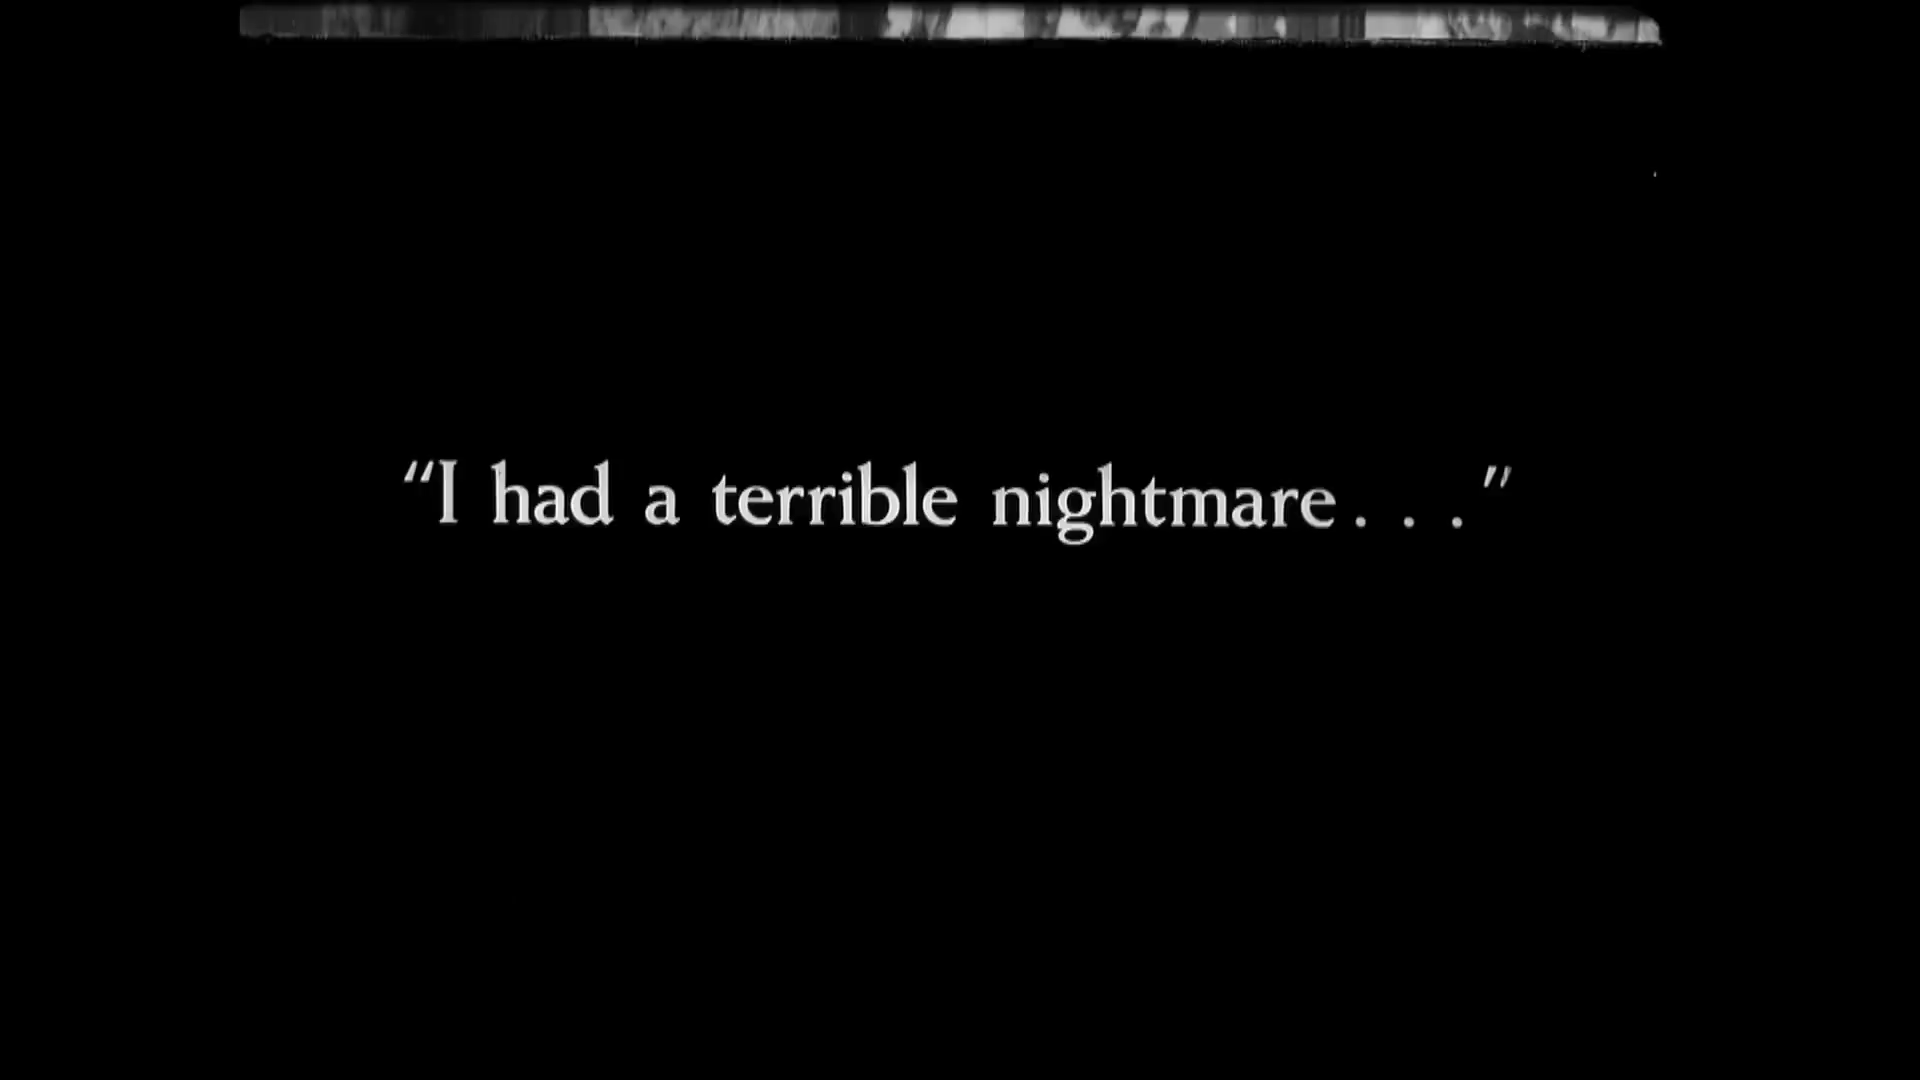 “I had a terrible nightmare. . .”